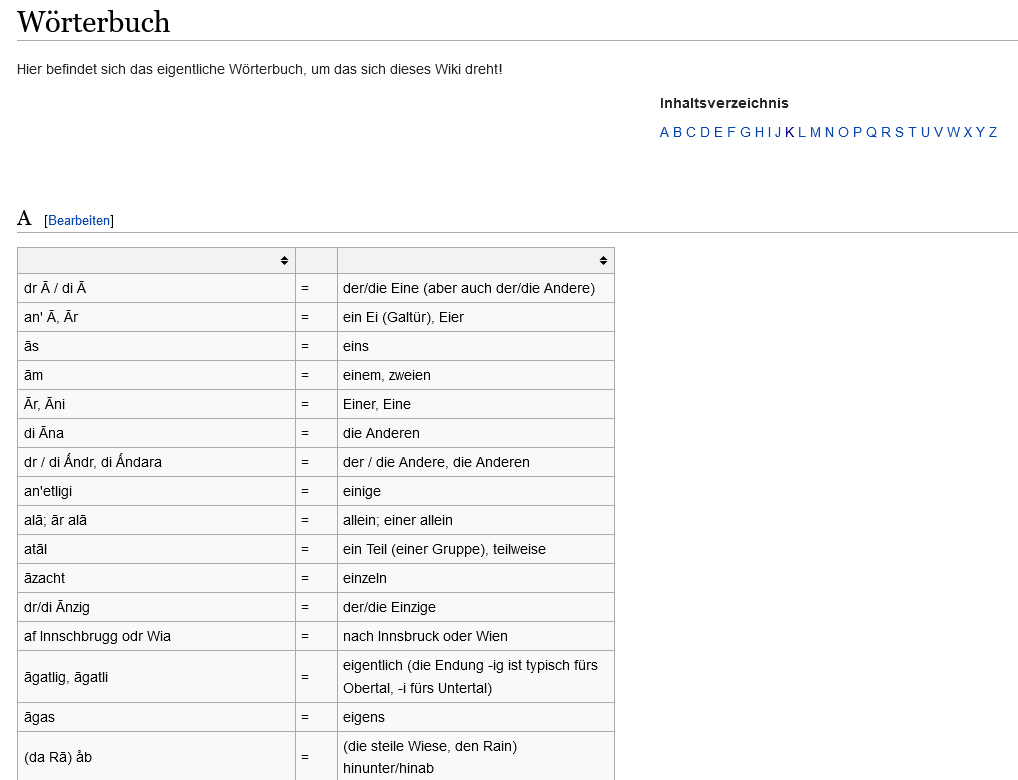 Wörterbuch
Hier befindet sich das eigentliche Wörterbuch, um das sich dieses Wiki dreht!
Inhaltsverzeichnis
A B C D E F G H I J K L M N O P Q R S T U V W X Y Z
A [Bearbeiten]
dr Ā / di Ā = der/die Eine (aber auch der/die Andere)
an' Ā, Ār = ein Ei (Galtür), Eier
ās = eins
ām = einem, zweien
Ār, Āni = Einer, Eine
di Āna = die Anderen
dr / di Ā́ndr, di Ā́ndara = der / die Andere, die Anderen
an'etligi = einige
alā; ār alā = allein; einer allein
atāl = ein Teil (einer Gruppe), teilweise
āzacht = einzeln
dr/di Ānzig = der/die Einzige
af Innschbrugg odr Wia = nach Innsbruck oder Wien
āgatlig, āgatli = eigentlich (die Endung -ig ist typisch fürs
Obertal, -i fürs Untertal)
āgas = eigens
(da Rā) åb = (die steile Wiese, den Rain)
hinunter/hinab